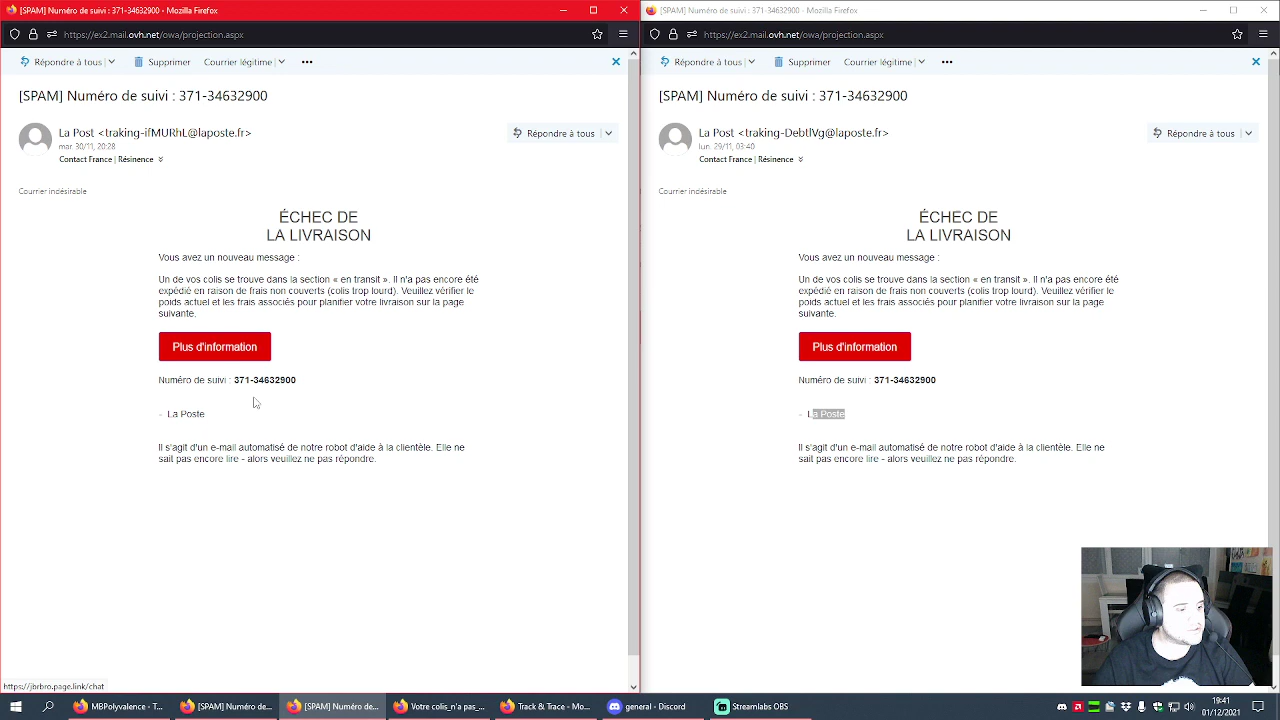 [SPAM] Numéro de suivi : 371-34632900 - Mozilla Firefox
https://ex2.mail.ovh.net/owa/projection.aspx
Répondre à tous
Supprimer
Courrier légitime
[SPAM] Numéro de suivi : 371-34632900
La Post <traking-ifMURhL@laposte.fr>
mar. 30/11, 20:28
Contact France | Résinence
Répondre à tous
Courrier indésirable
ÉCHEC DE
LA LIVRAISON
Vous avez un nouveau message :
Un de vos colis se trouve dans la section « en transit ». Il n'a pas encore été
expédié en raison de frais non couverts (colis trop lourd). Veuillez vérifier le
poids actuel et les frais associés pour planifier votre livraison sur la page
suivante.
Plus d'information
Numéro de suivi : 371-34632900
- La Poste
Il s'agit d'un e-mail automatisé de notre robot d'aide à la clientèle. Elle ne
sait pas encore lire - alors veuillez ne pas répondre.
https://jbrbro.page.link/chat
[SPAM] Numéro de suivi : 371-34632900 - Mozilla Firefox
https://ex2.mail.ovh.net/owa/projection.aspx
Répondre à tous
Supprimer
Courrier légitime
[SPAM] Numéro de suivi : 371-34632900
La Post <traking-DebtlVg@laposte.fr>
lun. 29/11, 03:40
Contact France | Résinence
Répondre à tous
Courrier indésirable
ÉCHEC DE
LA LIVRAISON
Vous avez un nouveau message :
Un de vos colis se trouve dans la section « en transit ». Il n'a pas encore été
expédié en raison de frais non couverts (colis trop lourd). Veuillez vérifier le
poids actuel et les frais associés pour planifier votre livraison sur la page
suivante.
Plus d'information
Numéro de suivi : 371-34632900
- La Poste
Il s'agit d'un e-mail automatisé de notre robot d'aide à la clientèle. Elle ne
sait pas encore lire - alors veuillez ne pas répondre.
MBPolyvalence - T...
[SPAM] Numéro de...
[SPAM] Numéro de...
Votre colis_n'a pas_...
Track & Trace - Mo...
general - Discord
Streamlabs OBS
19:41
01/12/2021